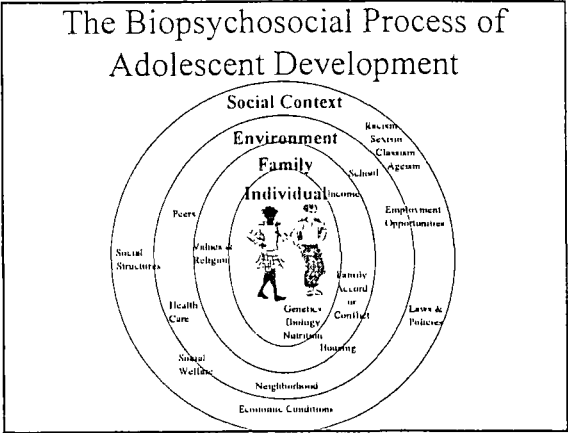 The Biopsychosocial Process of
Adolescent Development
Social Context
Racism
Sexism
Classism
Ageism
Environment
Family
School
Individual
Income
Peers
Employment
Opportunities
Values &
Religion
Social
Structures
Family
Accord
or
Conflict
Health
Care
Genetics
Biology
Nutrition
Laws &
Policies
Housing
Social
Welfare
Neighborhood
Economic Conditions